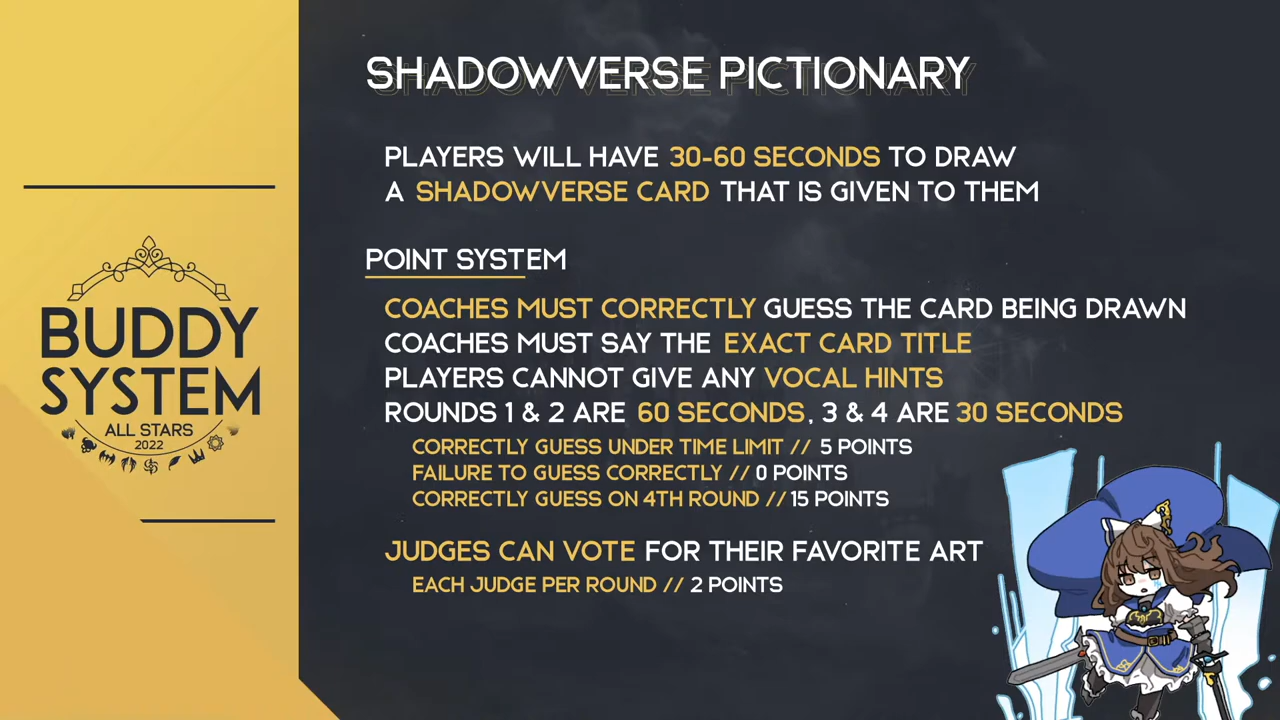 BUDDY
SYSTEM
ALL STARS
2022
SHADOWVERSE PICTIONARY
PLAYERS WILL HAVE 30-60 SECONDS TO DRAW
A SHADOWVERSE CARD THAT IS GIVEN TO THEM
POINT SYSTEM
COACHES MUST CORRECTLY GUESS THE CARD BEING DRAWN
COACHES MUST SAY THE EXACT CARD TITLE
PLAYERS CANNOT GIVE ANY VOCAL HINTS
ROUNDS 1 & 2 ARE 60 SECONDS, 3 & 4 ARE 30 SECONDS
CORRECTLY GUESS UNDER TIME LIMIT // 5 POINTS
FAILURE TO GUESS CORRECTLY // 0 POINTS
CORRECTLY GUESS ON 4TH ROUND // 15 POINTS
JUDGES CAN VOTE FOR THEIR FAVORITE ART
EACH JUDGE PER ROUND // 2 POINTS